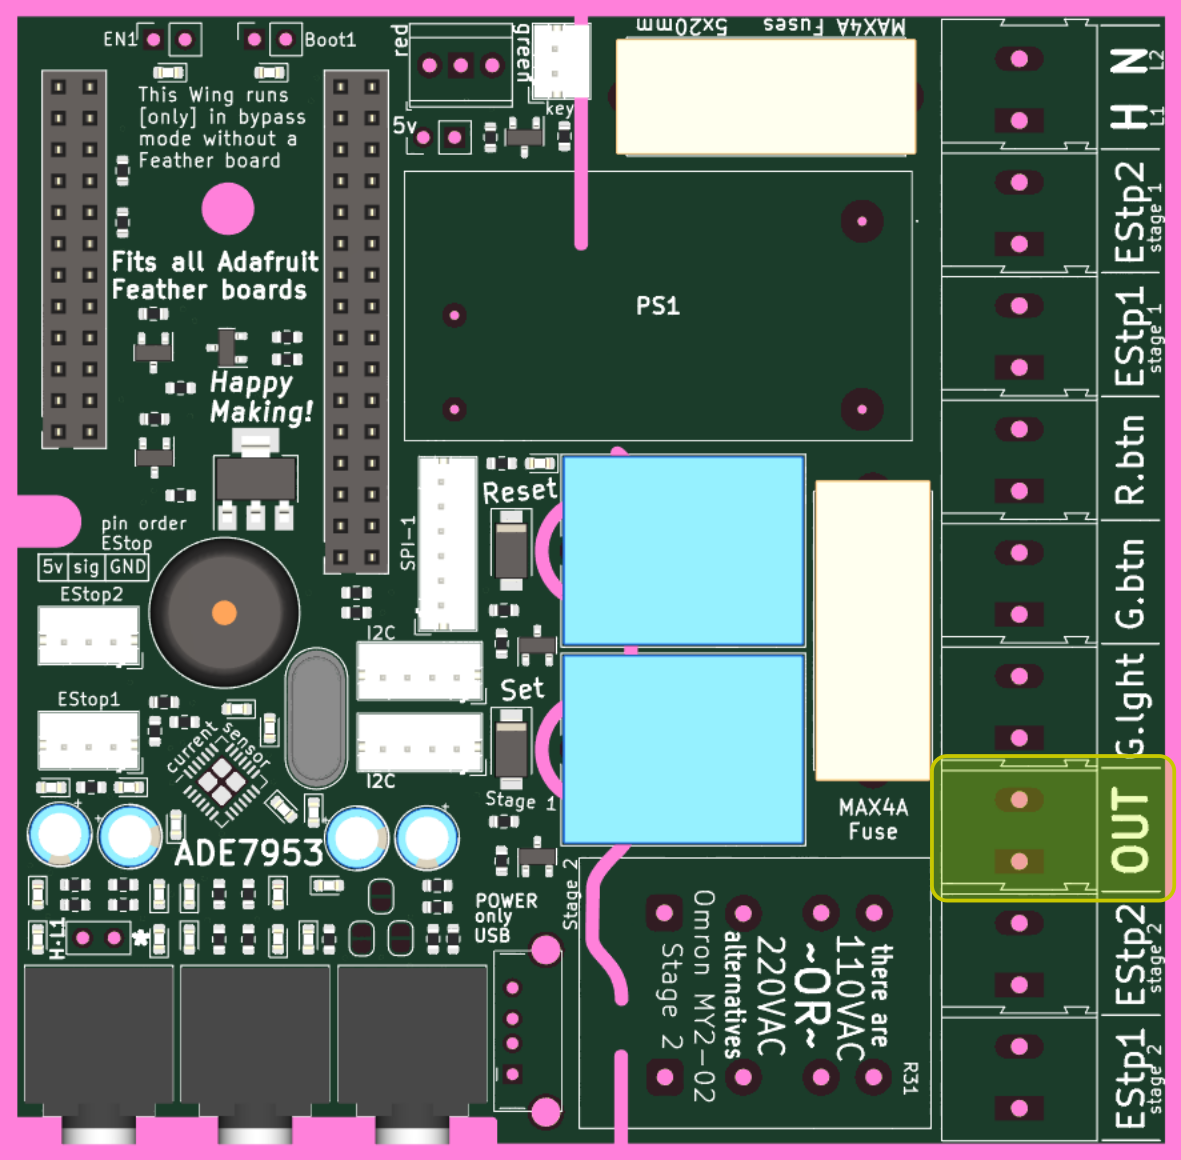 EN1
Boot1
red
green
5x20mm
MAX4A Fuses
key
5v
This Wing runs
[only] in bypass
mode without a
Feather board
Fits all Adafruit
Feather boards
Happy
Making!
PS1
pin order
EStop
5v sig GND
EStop2
EStop1
SPI-1
I2C
I2C
Reset
Set
Stage 1
current sensor
ADE7953
+
+
+
H-L1
*
POWER
only
USB
Stage 2
MAX4A
Fuse
Stage 2
Omron MY2-02
alternatives
220VAC
~OR~
110VAC
there are
R31
H N
L1 L2
EStp2
stage 1
EStp1
stage 1
R.btn
G.btn
G.lght
OUT
EStp2
stage 2
EStp1
stage 2